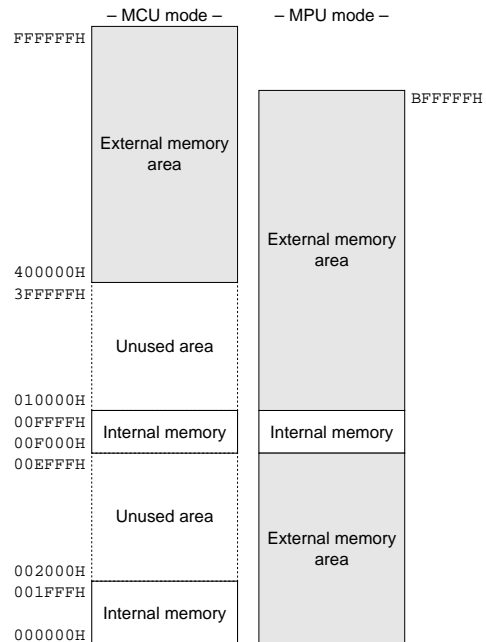 – MCU mode –
– MPU mode –
FFFFFFH
BFFFFFH
External memory
area
External memory
area
400000H
3FFFFFH
Unused area
010000H
00FFFFH
Internal memory
Internal memory
00F000H
00EFFFH
Unused area
External memory
area
002000H
001FFFH
Internal memory
000000H